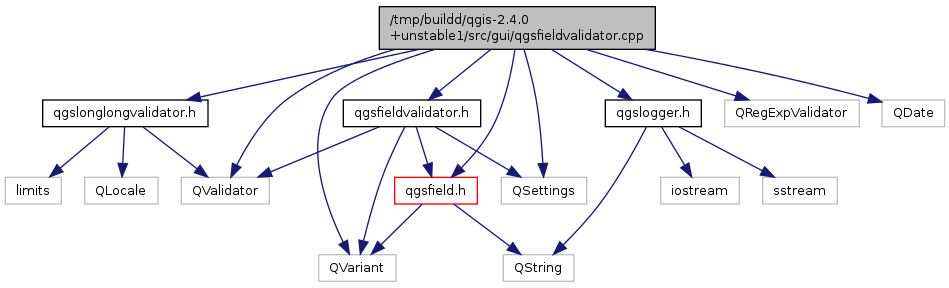 /tmp/buildd/qgis-2.4.0
+unstable1/src/gui/qgsfieldvalidator.cpp
qgslonglongvalidator.h
qgsfieldvalidator.h
qgslogger.h
QRegExpValidator
QDate
limits
QLocale
QValidator
qgsfield.h
QSettings
iostream
sstream
QVariant
QString